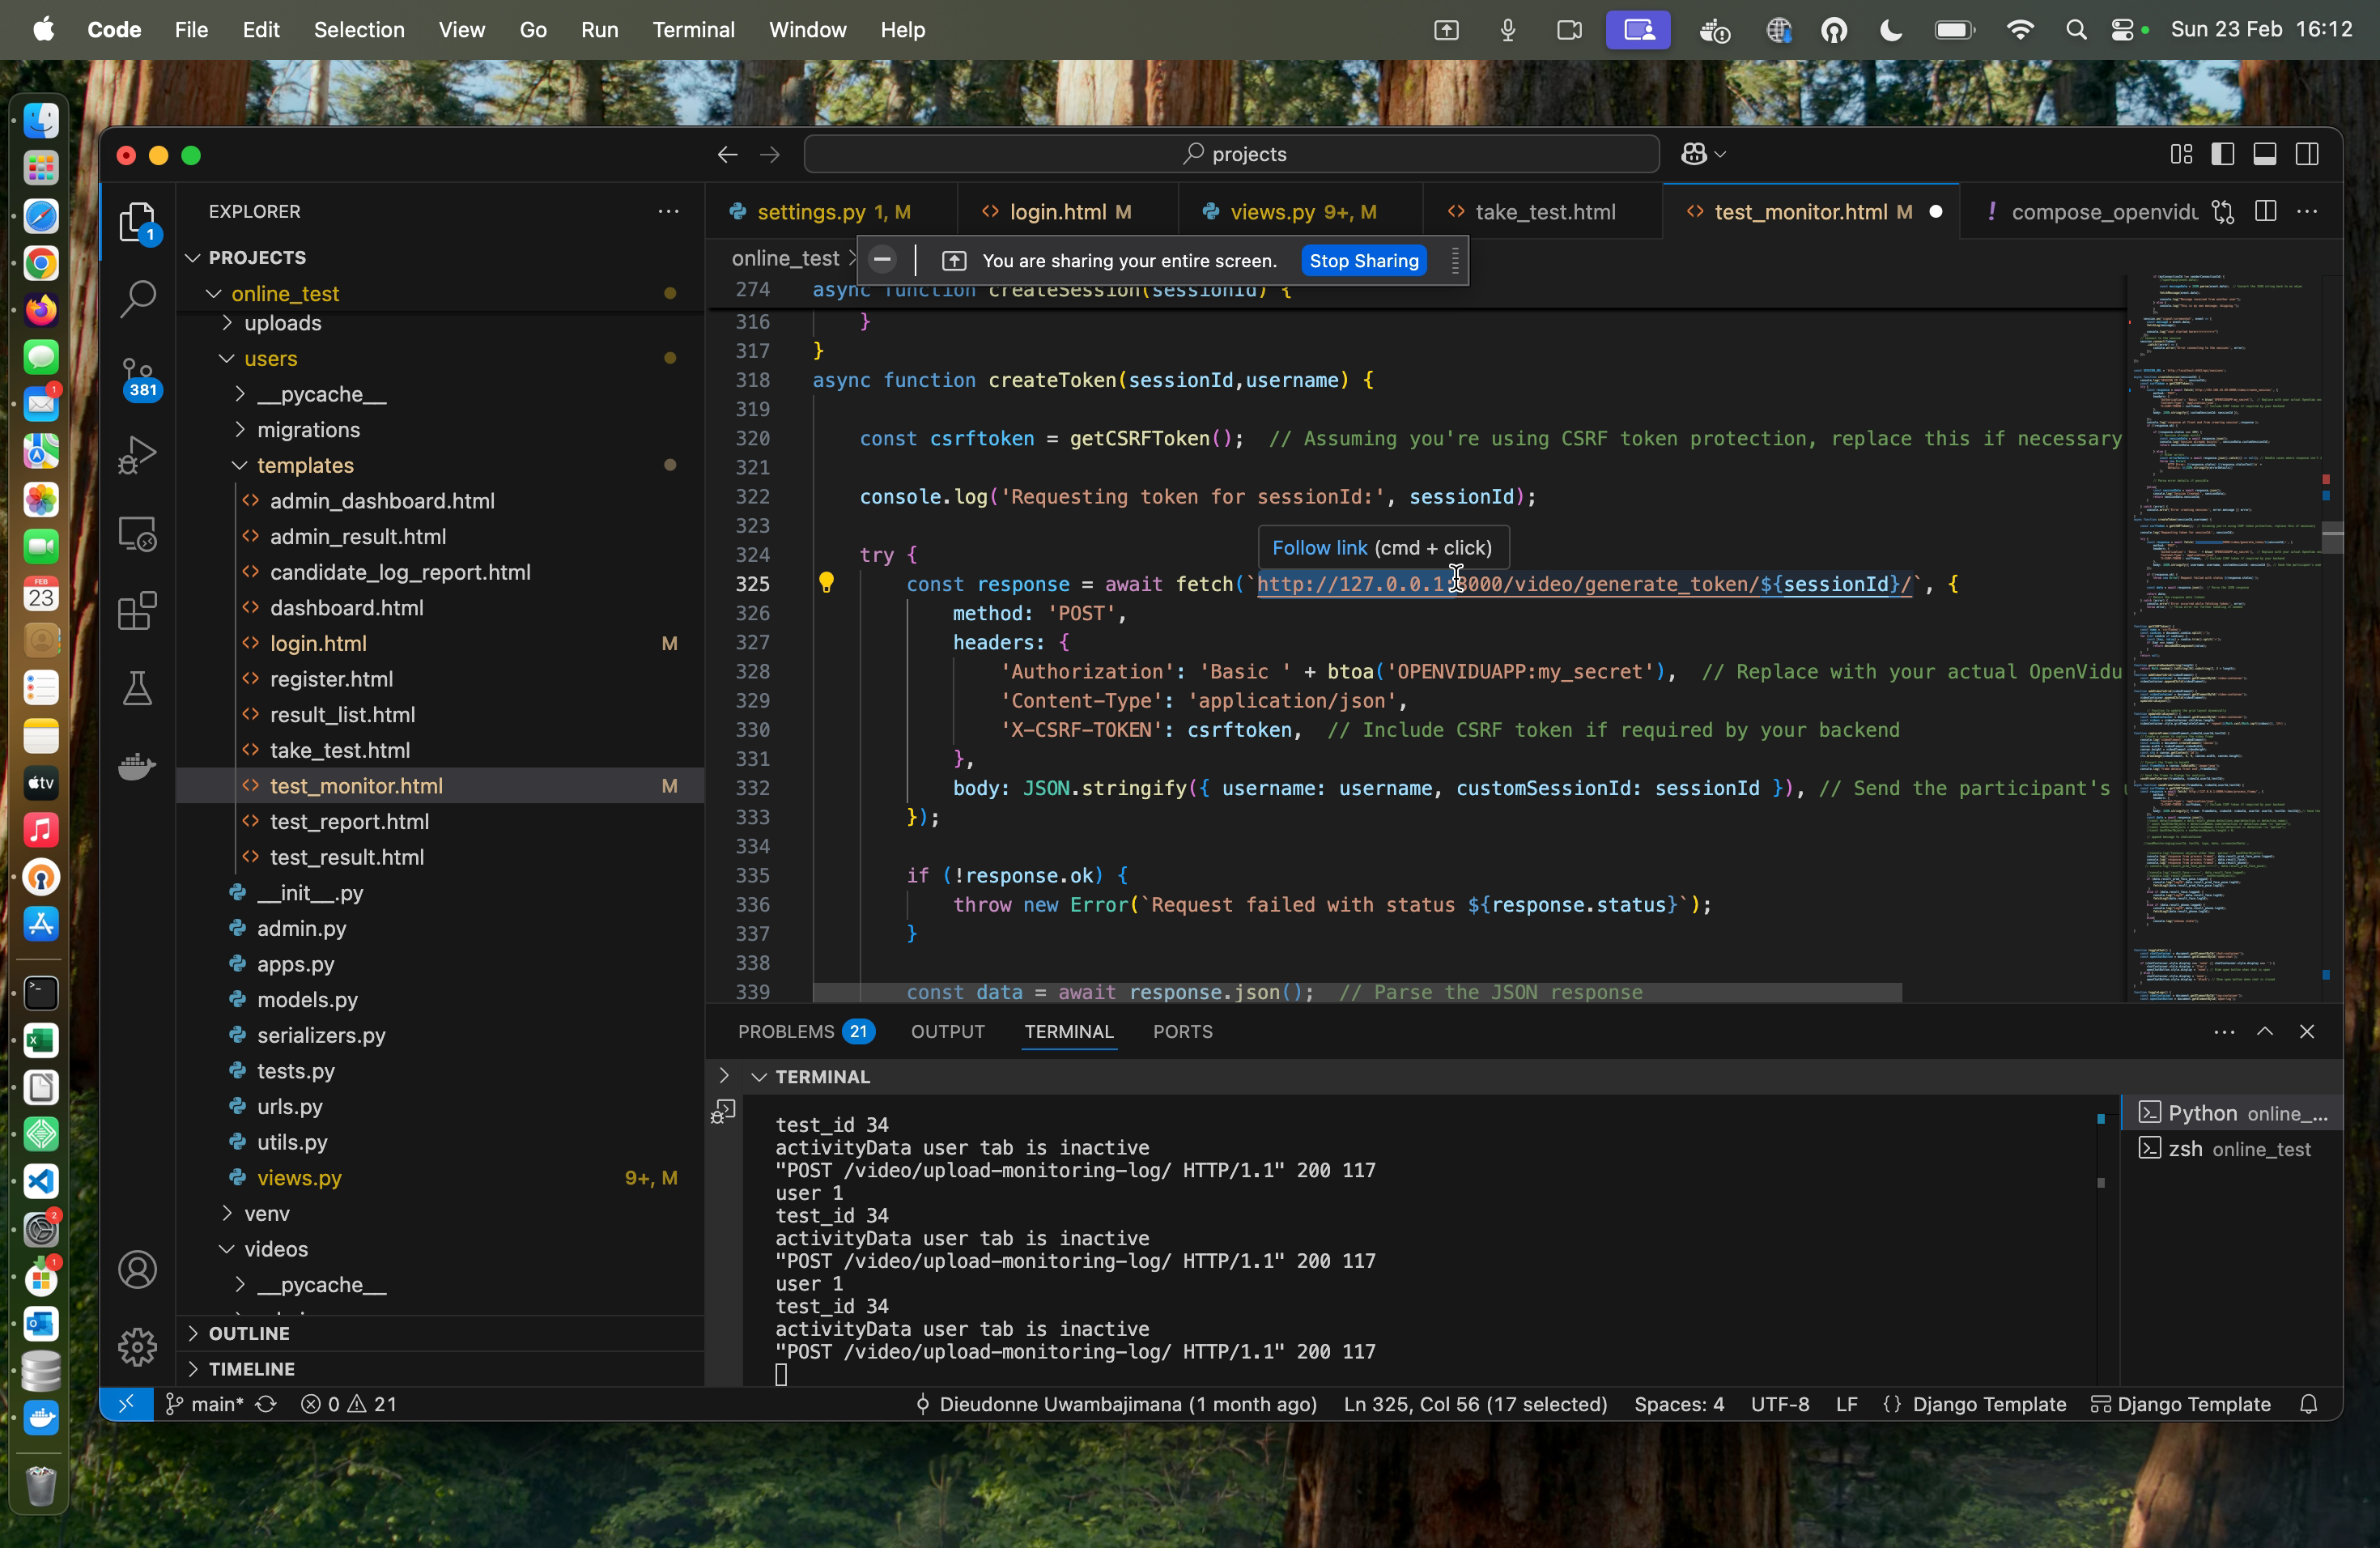 Code File Edit Selection View Go Run Terminal Window Help
Sun 23 Feb 16:12
projects
EXPLORER
PROJECTS
online_test
uploads
users
__pycache__
migrations
templates
admin_dashboard.html
admin_result.html
candidate_log_report.html
dashboard.html
login.html M
register.html
result_list.html
take_test.html
test_monitor.html M
test_report.html
test_result.html
__init__.py
admin.py
apps.py
models.py
serializers.py
tests.py
urls.py
utils.py
views.py 9+, M
venv
videos
__pycache__
OUTLINE
TIMELINE
1
381
FEB
23
tv
settings.py 1, M
login.html M
views.py 9+, M
take_test.html
test_monitor.html M
! compose_openvidu
online_test
You are sharing your entire screen. Stop Sharing
274 async function createSession(sessionId) {
316 }
317 }
318 async function createToken(sessionId,username) {
319
320 const csrftoken = getCSRFToken(); // Assuming you're using CSRF token protection, replace this if necessary
321
322 console.log('Requesting token for sessionId:', sessionId);
323
Follow link (cmd + click)
324 try {
325 const response = await fetch(`http://127.0.0.1:8000/video/generate_token/${sessionId}/`, {
326 method: 'POST',
327 headers: {
328 'Authorization': 'Basic ' + btoa('OPENVIDUAPP:my_secret'), // Replace with your actual OpenVidu
329 'Content-Type': 'application/json',
330 'X-CSRF-TOKEN': csrftoken, // Include CSRF token if required by your backend
331 },
332 body: JSON.stringify({ username: username, customSessionId: sessionId }), // Send the participant's
333 });
334
335 if (!response.ok) {
336 throw new Error(`Request failed with status ${response.status}`);
337 }
338
339 const data = await response.json(); // Parse the JSON response
PROBLEMS 21 OUTPUT TERMINAL PORTS
TERMINAL
test_id 34
activityData user tab is inactive
"POST /video/upload-monitoring-log/ HTTP/1.1" 200 117
user 1
test_id 34
activityData user tab is inactive
"POST /video/upload-monitoring-log/ HTTP/1.1" 200 117
user 1
test_id 34
activityData user tab is inactive
"POST /video/upload-monitoring-log/ HTTP/1.1" 200 117
Python online_...
zsh online_test
main* 0 21 Dieudonne Uwambajimana (1 month ago) Ln 325, Col 56 (17 selected) Spaces: 4 UTF-8 LF {} Django Template Django Template